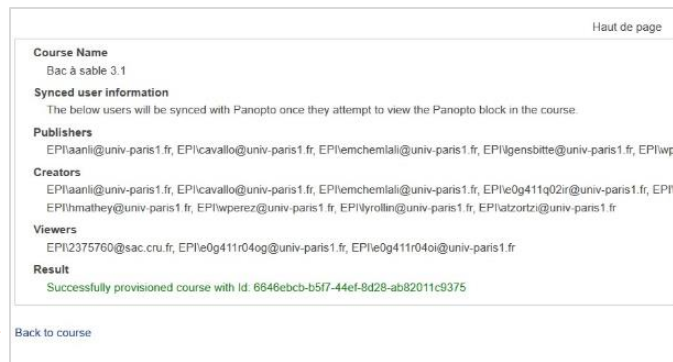 Haut de page
Course Name
Bac à sable 3.1
Synced user information
The below users will be synced with Panopto once they attempt to view the Panopto block in the course.
Publishers
EPI\aanli@univ-paris1.fr, EPI\cavallo@univ-paris1.fr, EPI\emchemlali@univ-paris1.fr, EPI\lgensbitte@univ-paris1.fr, EPI\wp
Creators
EPI\aanli@univ-paris1.fr, EPI\cavallo@univ-paris1.fr, EPI\emchemlali@univ-paris1.fr, EPI\e0g411q02ir@univ-paris1.fr, EPI\
EPI\hmathey@univ-paris1.fr, EPI\wperez@univ-paris1.fr, EPI\lyrollin@univ-paris1.fr, EPI\atzortzi@univ-paris1.fr
Viewers
EPI\2375760@sac.cru.fr, EPI\e0g411r04og@univ-paris1.fr, EPI\e0g411r04oi@univ-paris1.fr
Result
Successfully provisioned course with Id: 6646ebcb-b5f7-44ef-8d28-ab82011c9375
Back to course